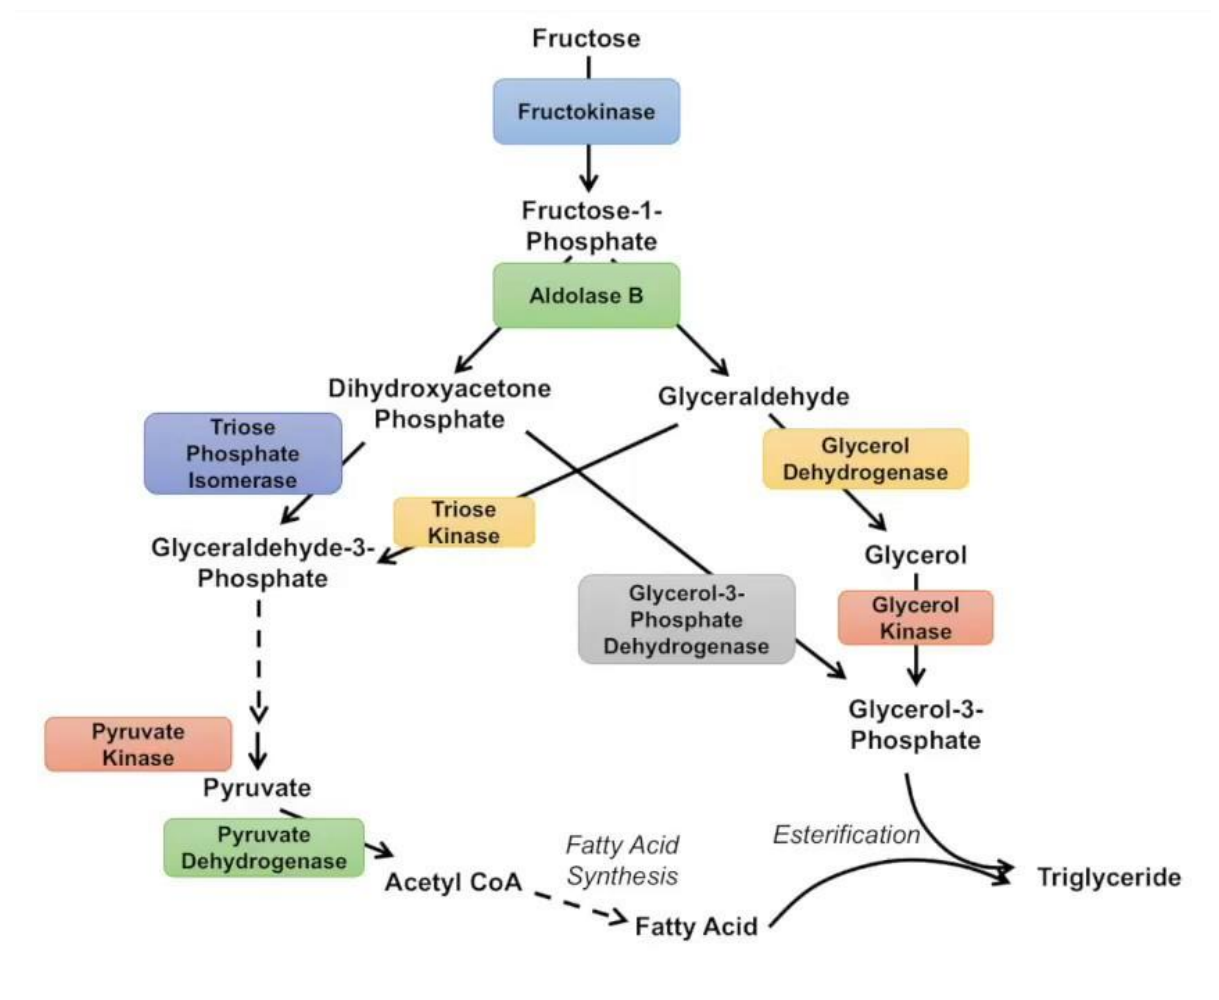 Fructose
Fructokinase
Fructose-1-
Phosphate
Aldolase B
Dihydroxyacetone
Phosphate
Glyceraldehyde
Triose
Phosphate
Isomerase
Glycerol
Dehydrogenase
Triose
Kinase
Glyceraldehyde-3-
Phosphate
Glycerol
Glycerol-3-
Phosphate
Dehydrogenase
Glycerol
Kinase
Glycerol-3-
Phosphate
Pyruvate
Kinase
Pyruvate
Pyruvate
Dehydrogenase
Acetyl CoA
Fatty Acid
Synthesis
Fatty Acid
Esterification
Triglyceride